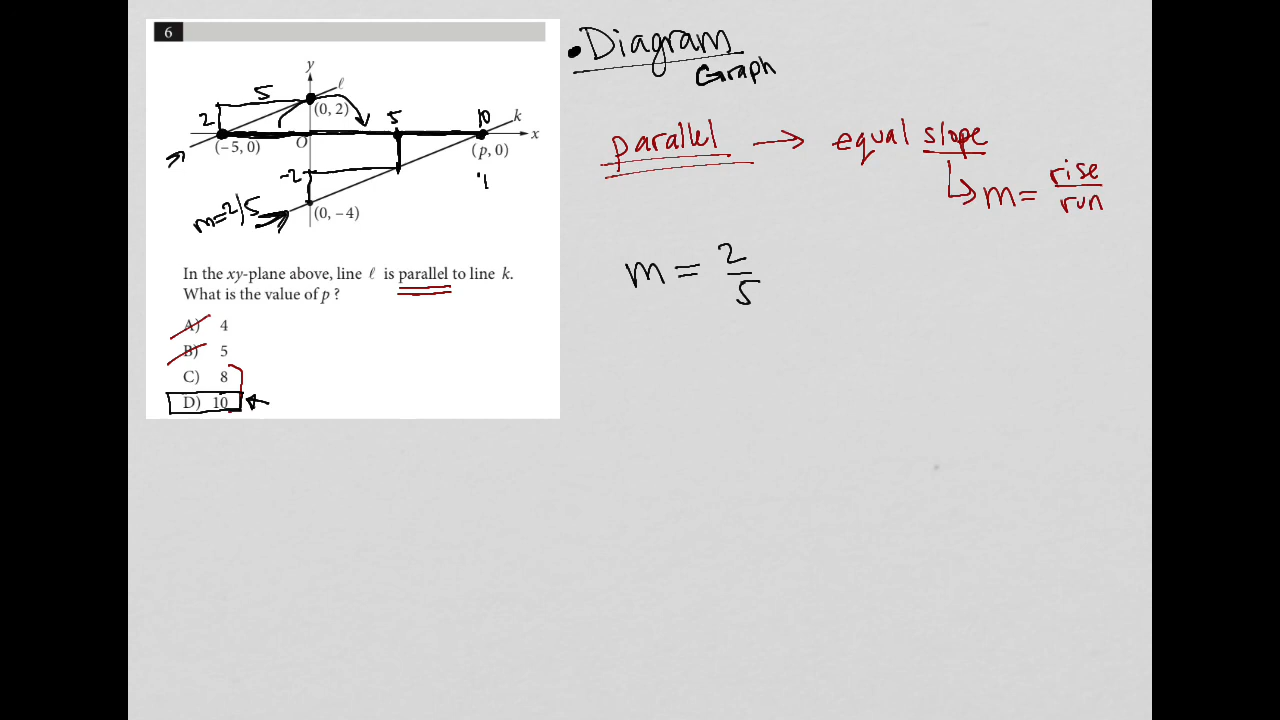 6
• Diagram
Graph
y
ℓ
5
(0, 2)
2
5
10
k
x
(−5, 0)
O
(p, 0)
-2
m=2/5
(0, −4)
parallel → equal slope
m = rise/run
m = 2/5
In the xy-plane above, line ℓ is parallel to line k.
What is the value of p ?
A) 4
B) 5
C) 8
D) 10